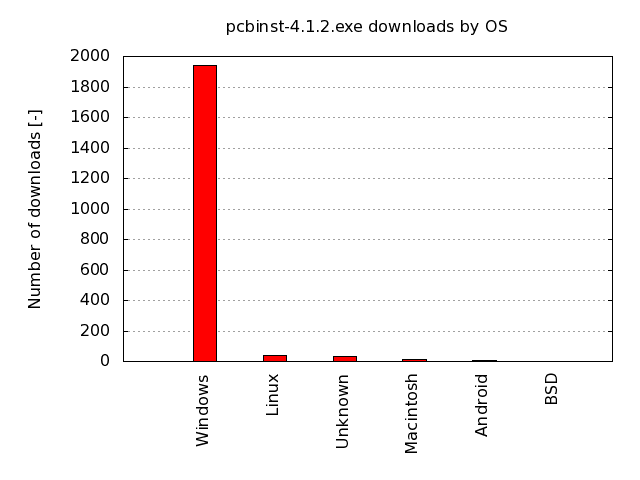 pcbinst-4.1.2.exe downloads by OS
Number of downloads [-]
2000
1800
1600
1400
1200
1000
800
600
400
200
0
Windows
Linux
Unknown
Macintosh
Android
BSD